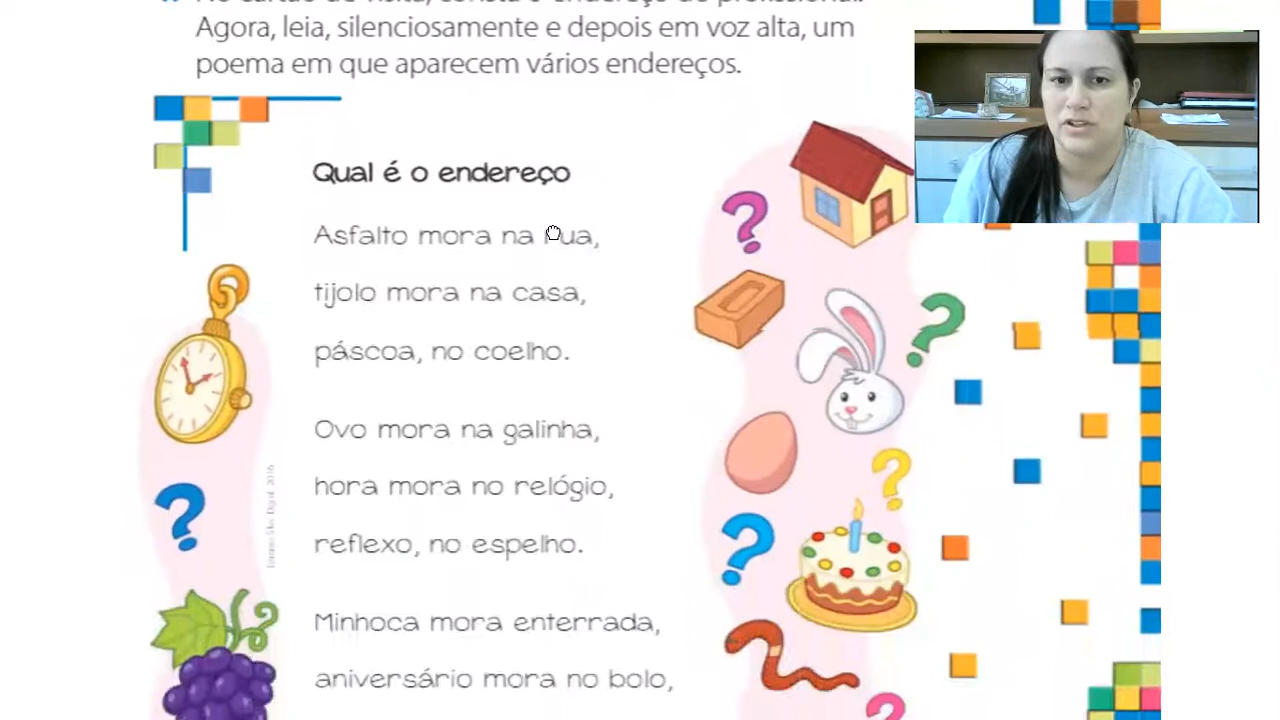 Agora, leia, silenciosamente e depois em voz alta, um
poema em que aparecem vários endereços.
Qual é o endereço
Asfalto mora na rua,
tijolo mora na casa,
páscoa, no coelho.
Ovo mora na galinha,
hora mora no relógio,
reflexo, no espelho.
Minhoca mora enterrada,
aniversário mora no bolo,